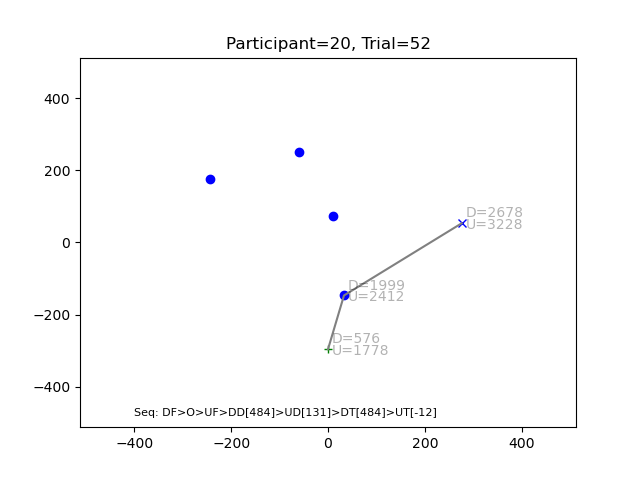 Participant=20, Trial=52
400
200
0
−200
−400
D=2678
U=3228
D=1999
U=2412
D=576
U=1778
Seq: DF>O>UF>DD[484]>UD[131]>DT[484]>UT[-12]
−400
−200
0
200
400